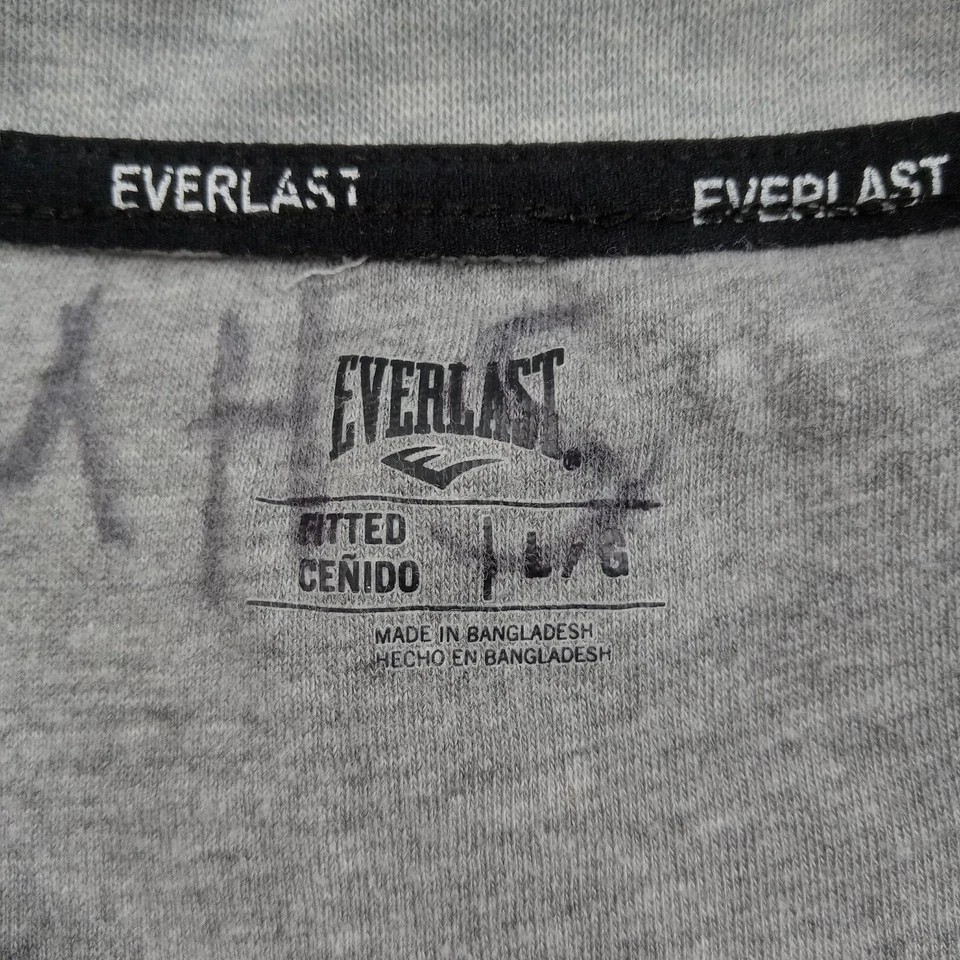 EVERLAST EVERLAST
EVERLAST
FITTED | L / G
CEÑIDO
MADE IN BANGLADESH
HECHO EN BANGLADESH